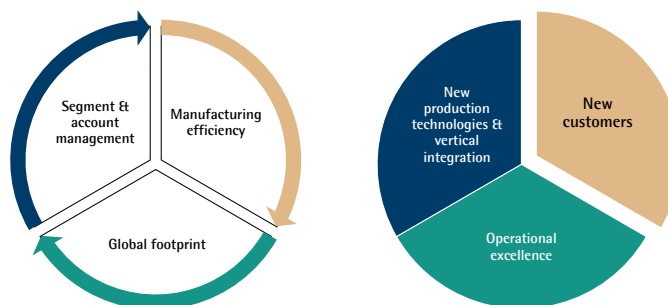 Segment &
account
management
Manufacturing
efficiency
Global footprint
New
production
technologies &
vertical
integration
New
customers
Operational
excellence